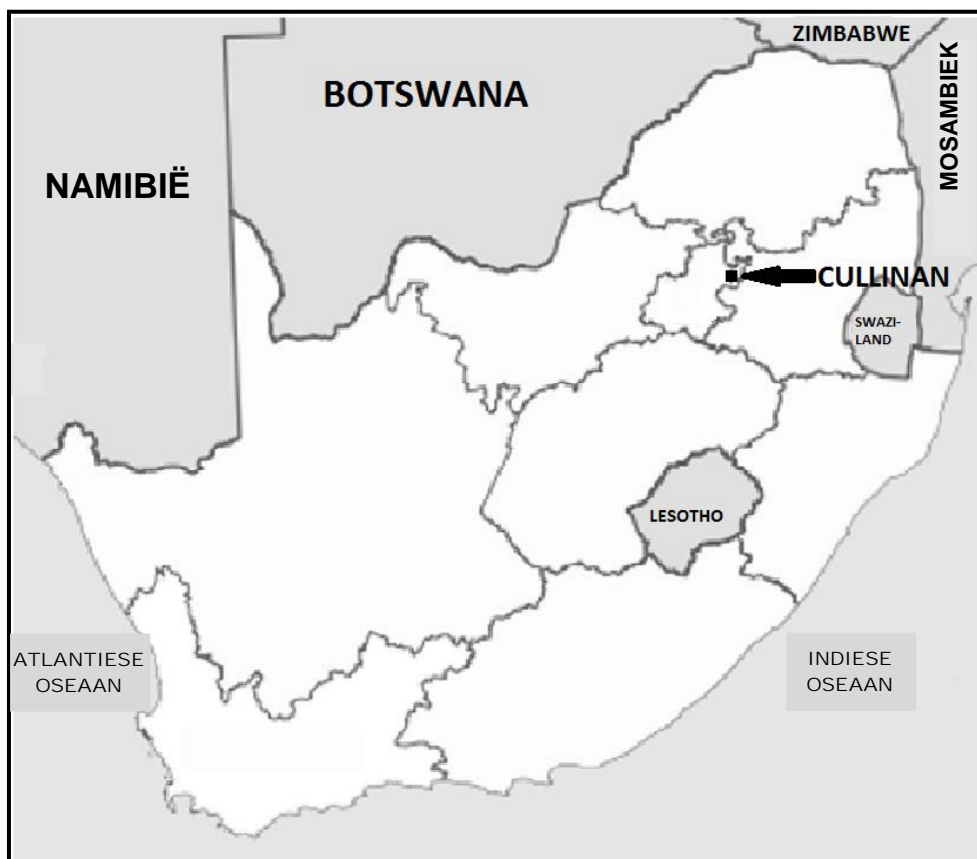 ZIMBABWE
MOSAMBIEK
BOTSWANA
NAMIBIË
CULLINAN
SWAZI-
LAND
LESOTHO
ATLANTIESE
OSEAAN
INDIESE
OSEAAN